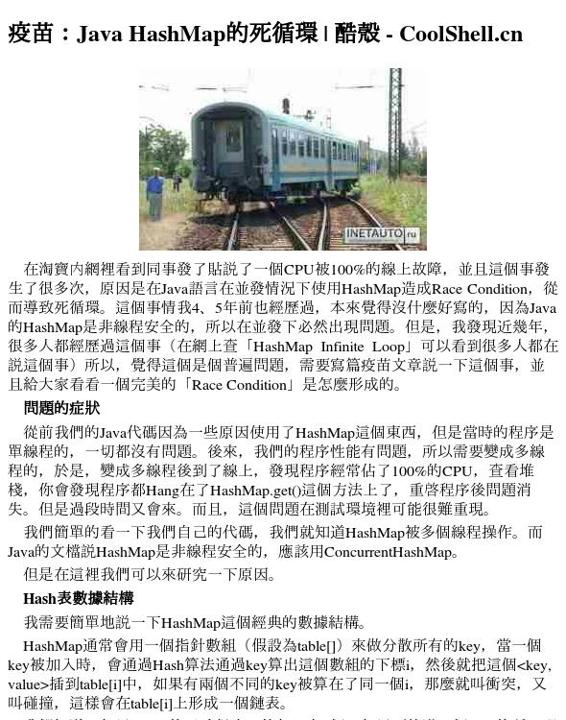 疫苗：Java HashMap的死循環 | 酷殼 - CoolShell.cn
INETAUTO.ru
在淘寶內網裡看到同事發了貼説了一個CPU被100%的線上故障，並且這個事發
生了很多次，原因是在Java語言在並發情況下使用HashMap造成Race Condition，從
而導致死循環。這個事情我4、5年前也經歷過，本來覺得沒什麼好寫的，因為Java
的HashMap是非線程安全的，所以在並發下必然出現問題。但是，我發現近幾年，
很多人都經歷過這個事（在網上查「HashMap Infinite Loop」可以看到很多人都在
説這個事）所以，覺得這個是個普遍問題，需要寫篇疫苗文章説一下這個事，並
且給大家看看一個完美的「Race Condition」是怎麼形成的。
問題的症狀
從前我們的Java代碼因為一些原因使用了HashMap這個東西，但是當時的程序是
單線程的，一切都沒有問題。後來，我們的程序性能有問題，所以需要變成多線
程的，於是，變成多線程後到了線上，發現程序經常佔了100%的CPU，查看堆
棧，你會發現程序都Hang在了HashMap.get()這個方法上了，重啓程序後問題消
失。但是過段時間又會來。而且，這個問題在測試環境裡可能很難重現。
我們簡單的看一下我們自己的代碼，我們就知道HashMap被多個線程操作。而
Java的文檔説HashMap是非線程安全的，應該用ConcurrentHashMap。
但是在這裡我們可以來研究一下原因。
Hash表數據結構
我需要簡單地説一下HashMap這個經典的數據結構。
HashMap通常會用一個指針數組（假設為table[]）來做分散所有的key，當一個
key被加入時，會通過Hash算法通過key算出這個數組的下標i，然後就把這個<key,
value>插到table[i]中，如果有兩個不同的key被算在了同一個i，那麼就叫衝突，又
叫碰撞，這樣會在table[i]上形成一個鏈表。